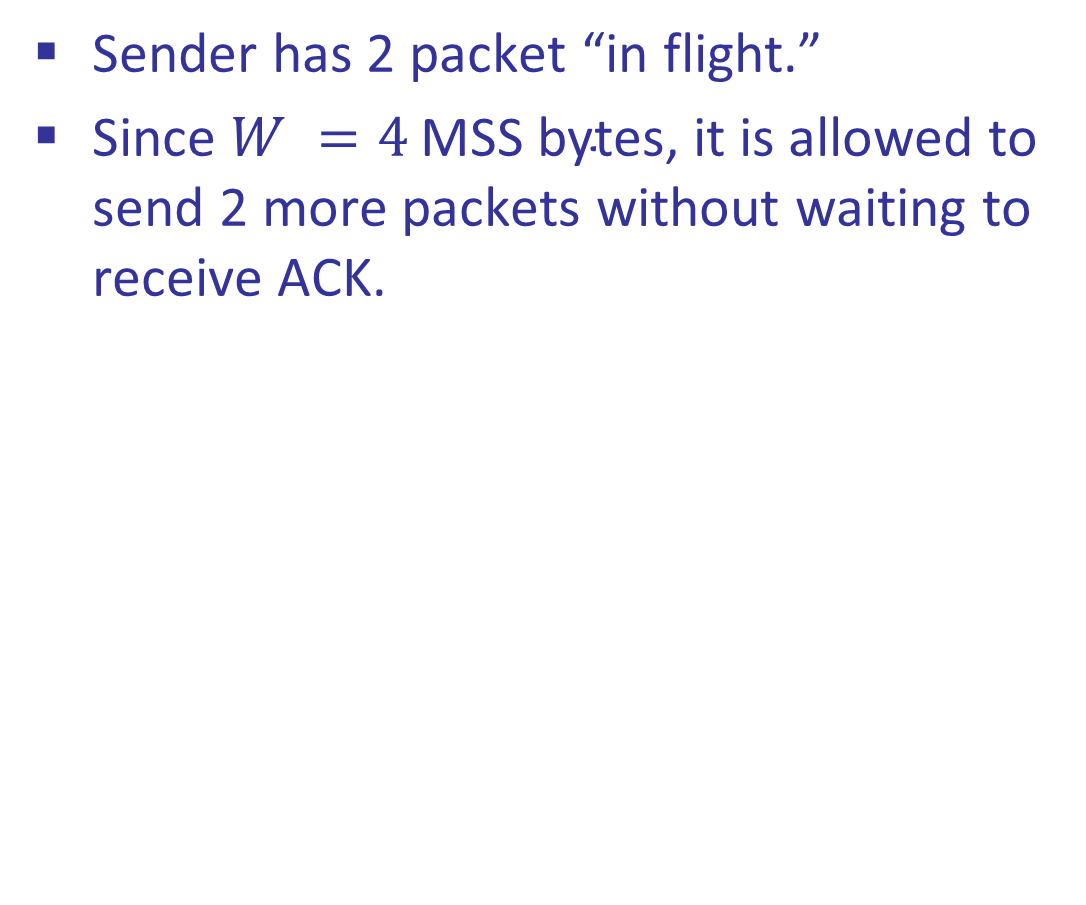 ▪ Sender has 2 packet “in flight.”
▪ Since W = 4 MSS bytes, it is allowed to
send 2 more packets without waiting to
receive ACK.